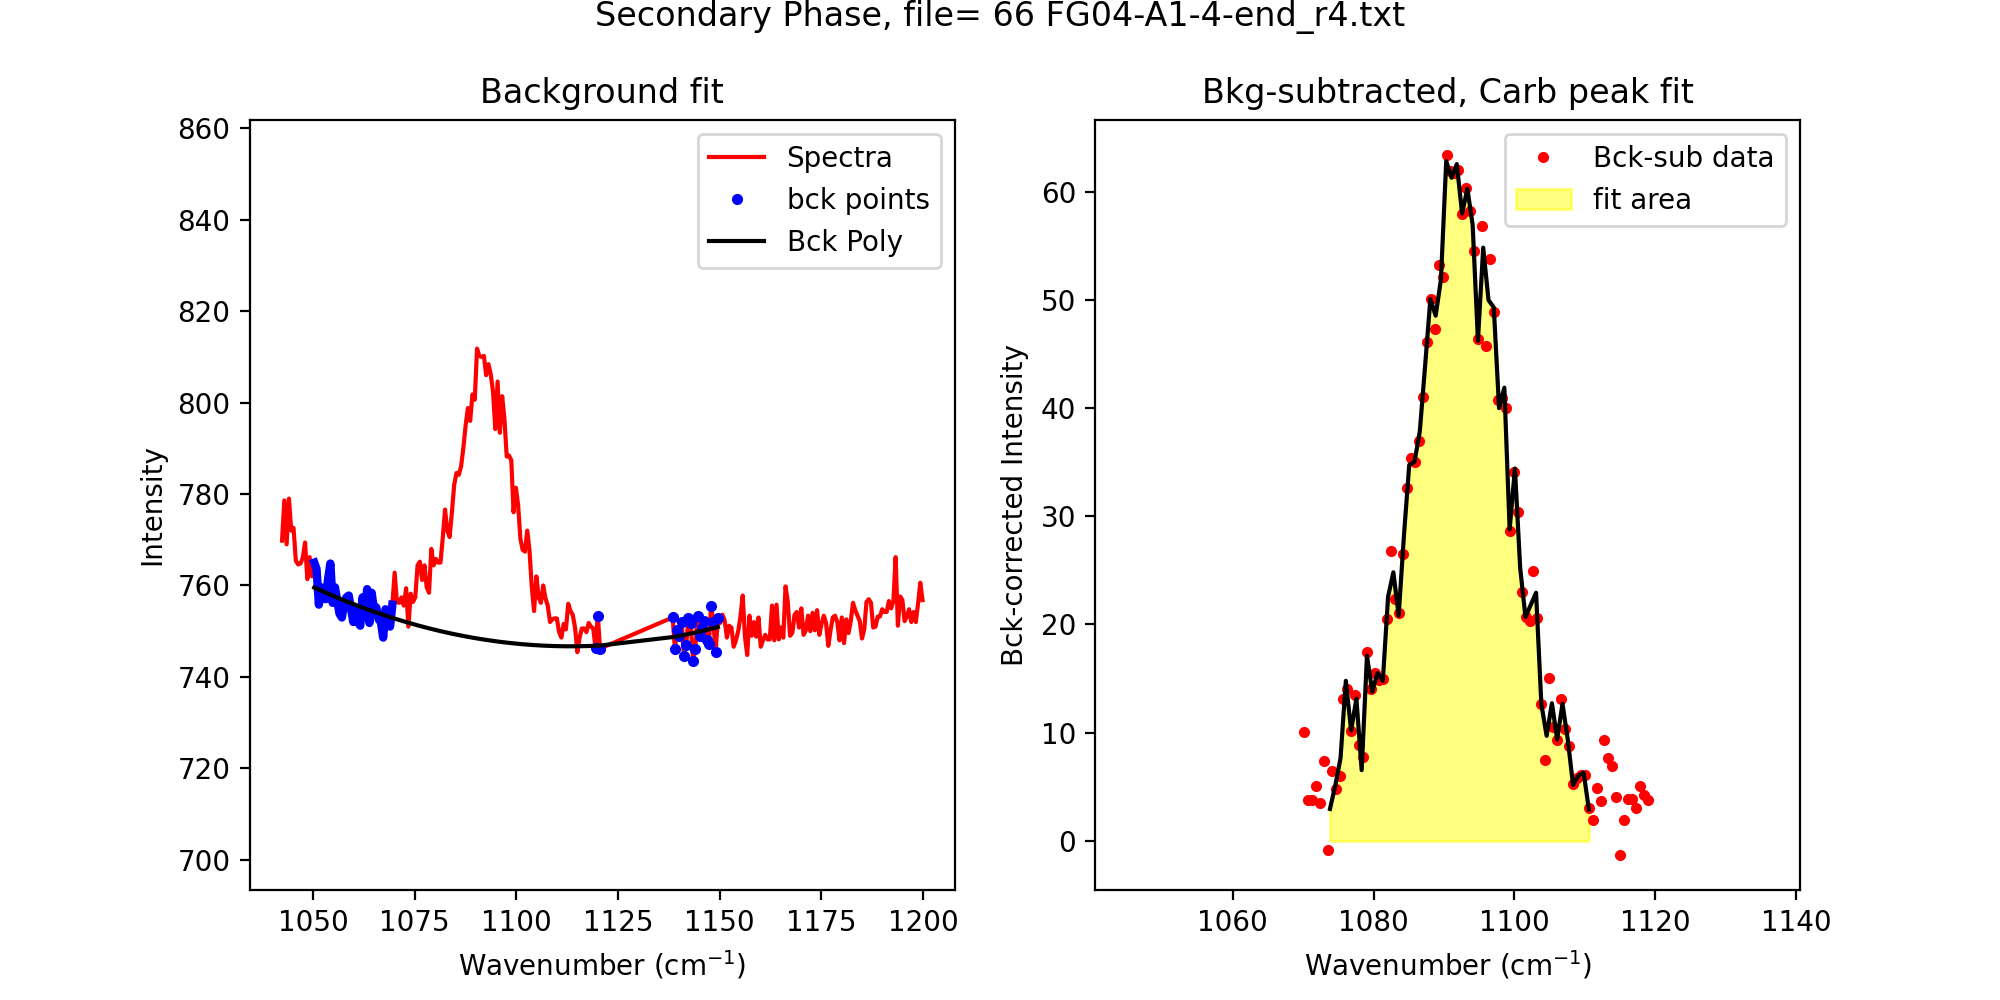 Secondary Phase, file= 66 FG04-A1-4-end_r4.txt
Background fit
860
840
820
800
780
760
740
720
700
Intensity
Spectra
bck points
Bck Poly
1050 1075 1100 1125 1150 1175 1200
Wavenumber (cm⁻¹)
Bkg-subtracted, Carb peak fit
60
50
40
30
20
10
0
Bck-corrected Intensity
Bck-sub data
fit area
1060 1080 1100 1120 1140
Wavenumber (cm⁻¹)